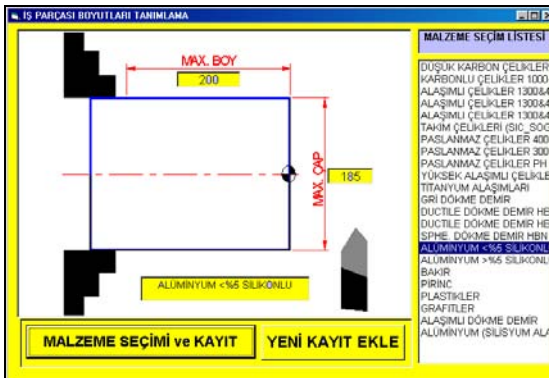 İŞ PARÇASI BOYUTLARI TANIMLAMA
MAX. BOY
200
MAX. ÇAP
185
ALÜMİNYUM <%5 SİLİKONLU
MALZEME SEÇİMİ ve KAYIT
YENİ KAYIT EKLE
MALZEME SEÇİM LİSTESİ
DÜŞÜK KARBON ÇELİKLER
KARBONLU ÇELİKLER 1000
ALAŞIMLI ÇELİKLER 1300&4
ALAŞIMLI ÇELİKLER 1300&4
ALAŞIMLI ÇELİKLER 1300&4
TAKIM ÇELİKLERİ (SIC_SOĞ
PASLANMAZ ÇELİKLER 400
PASLANMAZ ÇELİKLER 300
PASLANMAZ ÇELİKLER PH
YÜKSEK ALAŞIMLI ÇELİKLE
TİTANYUM ALAŞIMLARI
GRİ DÖKME DEMİR
DUCTILE DÖKME DEMİR HE
DUCTILE DÖKME DEMİR HE
SPHE. DÖKME DEMİR HBN
ALÜMİNYUM <%5 SİLİKONLU
ALÜMİNYUM >%5 SİLİKONLU
BAKIR
PİRİNÇ
PLASTİKLER
GRAFİTLER
ALAŞIMLI DÖKME DEMİR
ALÜMİNYUM (SİLİSYUM ALA